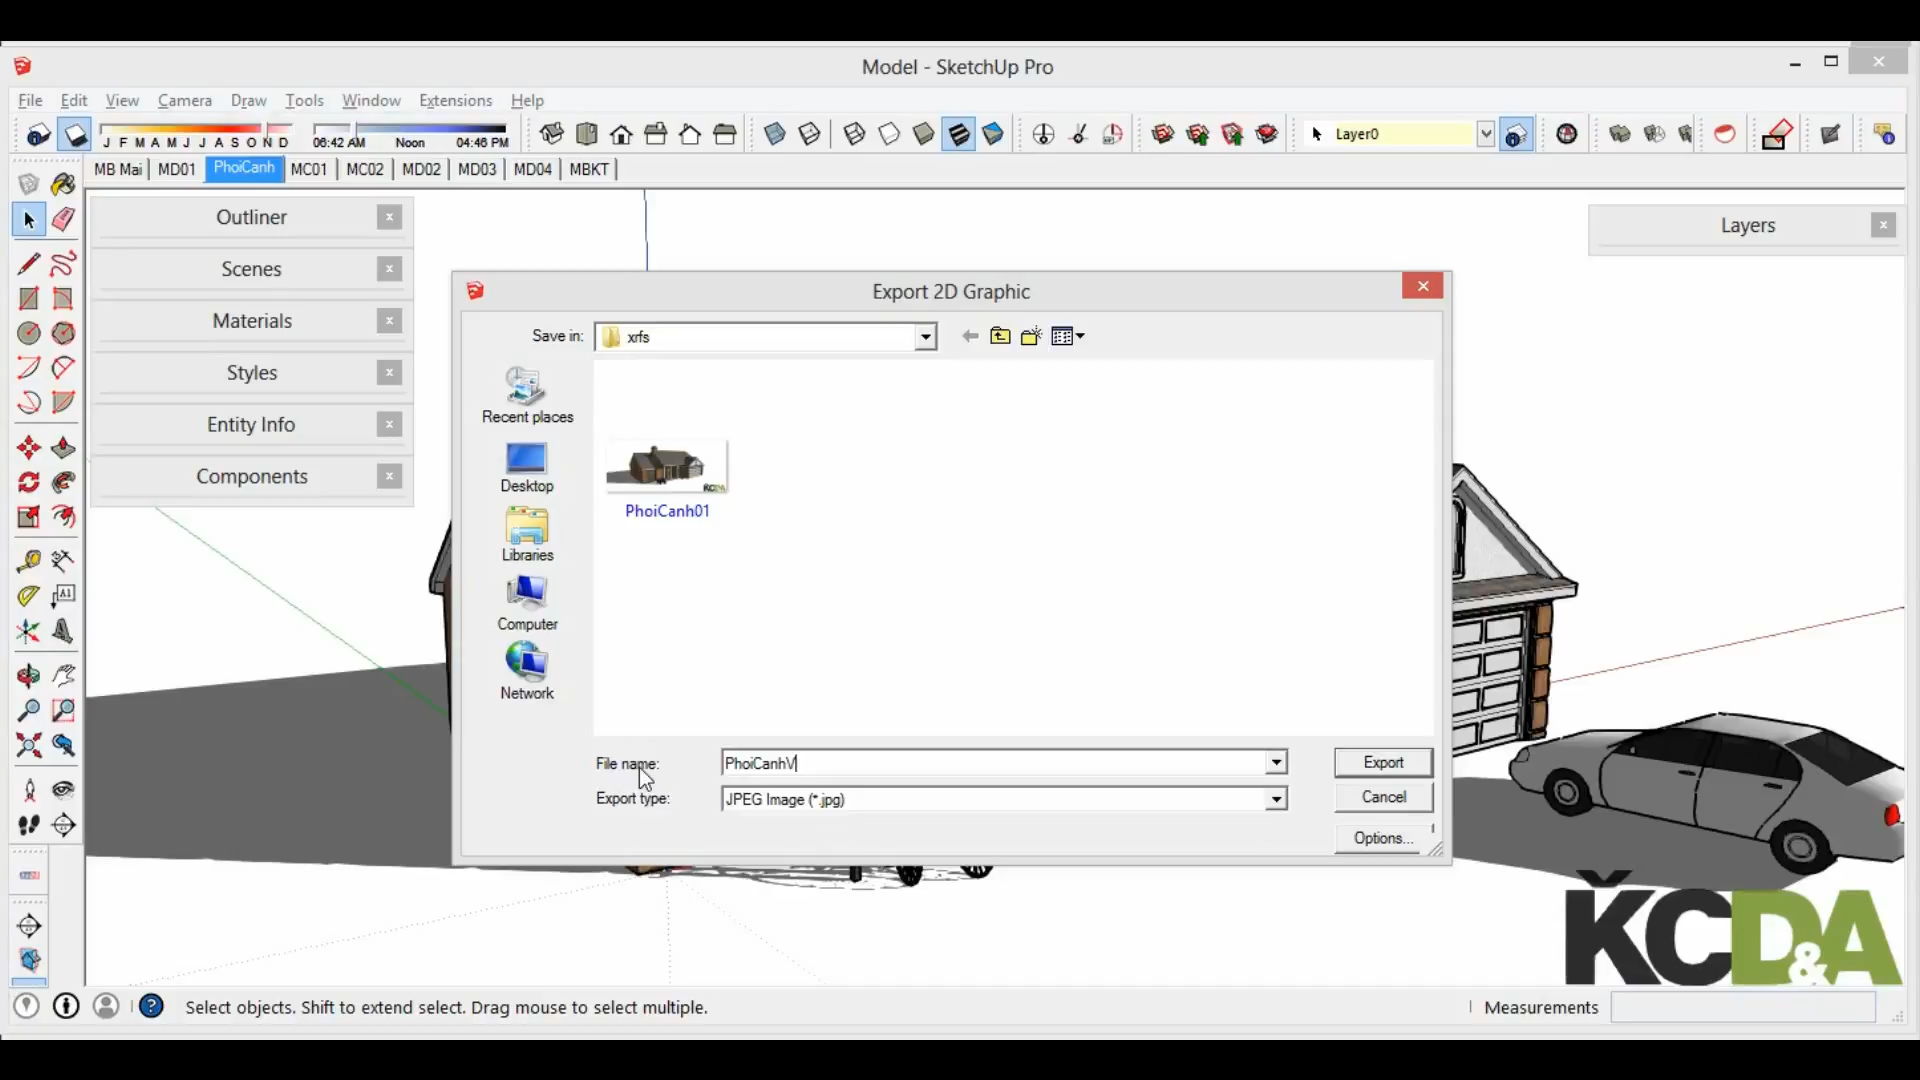 Model - SketchUp Pro
File Edit View Camera Draw Tools Window Extensions Help
J F M A M J J A S O N D 06:42 AM Noon 04:46 PM Layer0
MB Mai MD01 PhoiCanh MC01 MC02 MD02 MD03 MD04 MBKT
Outliner
Scenes
Materials
Styles
Entity Info
Components
Layers
Export 2D Graphic
Save in: xrfs
Recent places
Desktop
Libraries
Computer
Network
KCDA
PhoiCanh01
File name: PhoiCanhV Export
Export type: JPEG Image (*.jpg) Cancel
Options...
A1
KCD&A
Select objects. Shift to extend select. Drag mouse to select multiple. Measurements